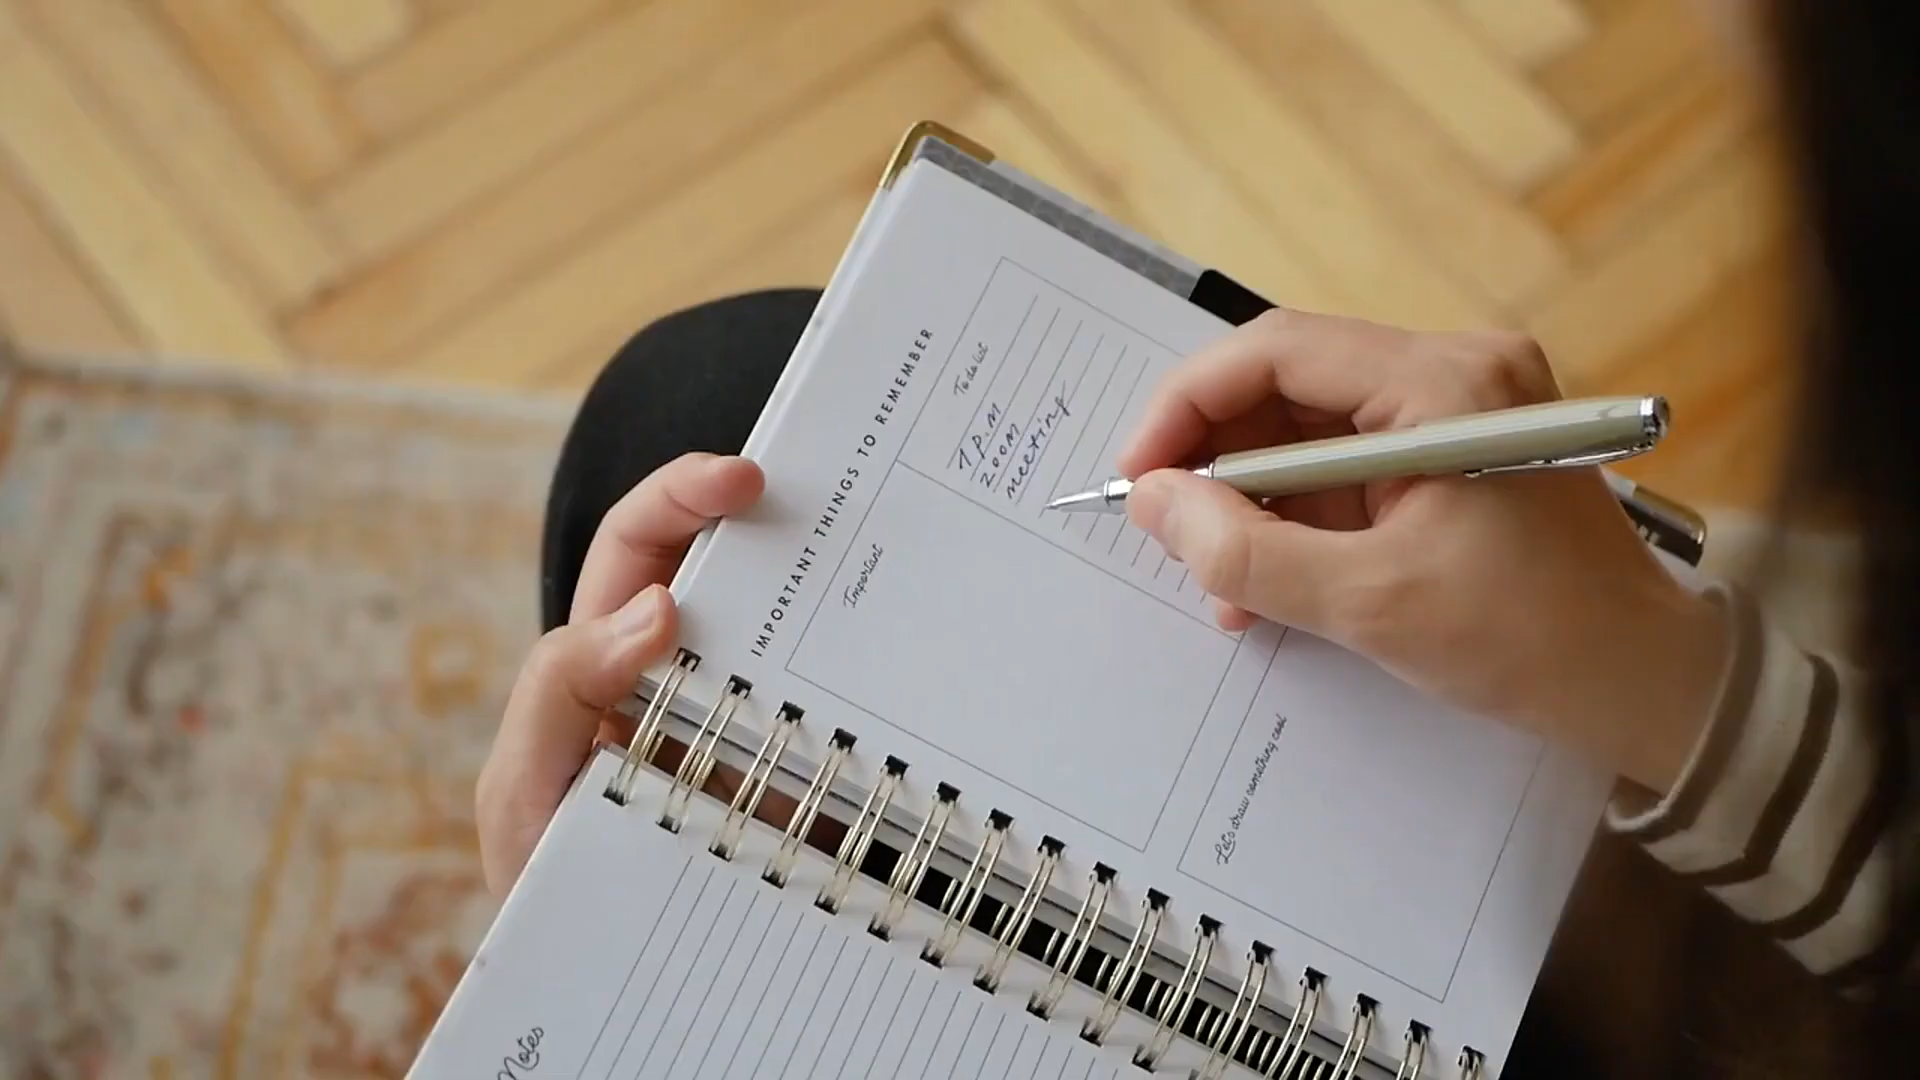 IMPORTANT THINGS TO REMEMBER
To do list
1 p.m
zoom
meeting
Important
Let's draw something cool
Notes